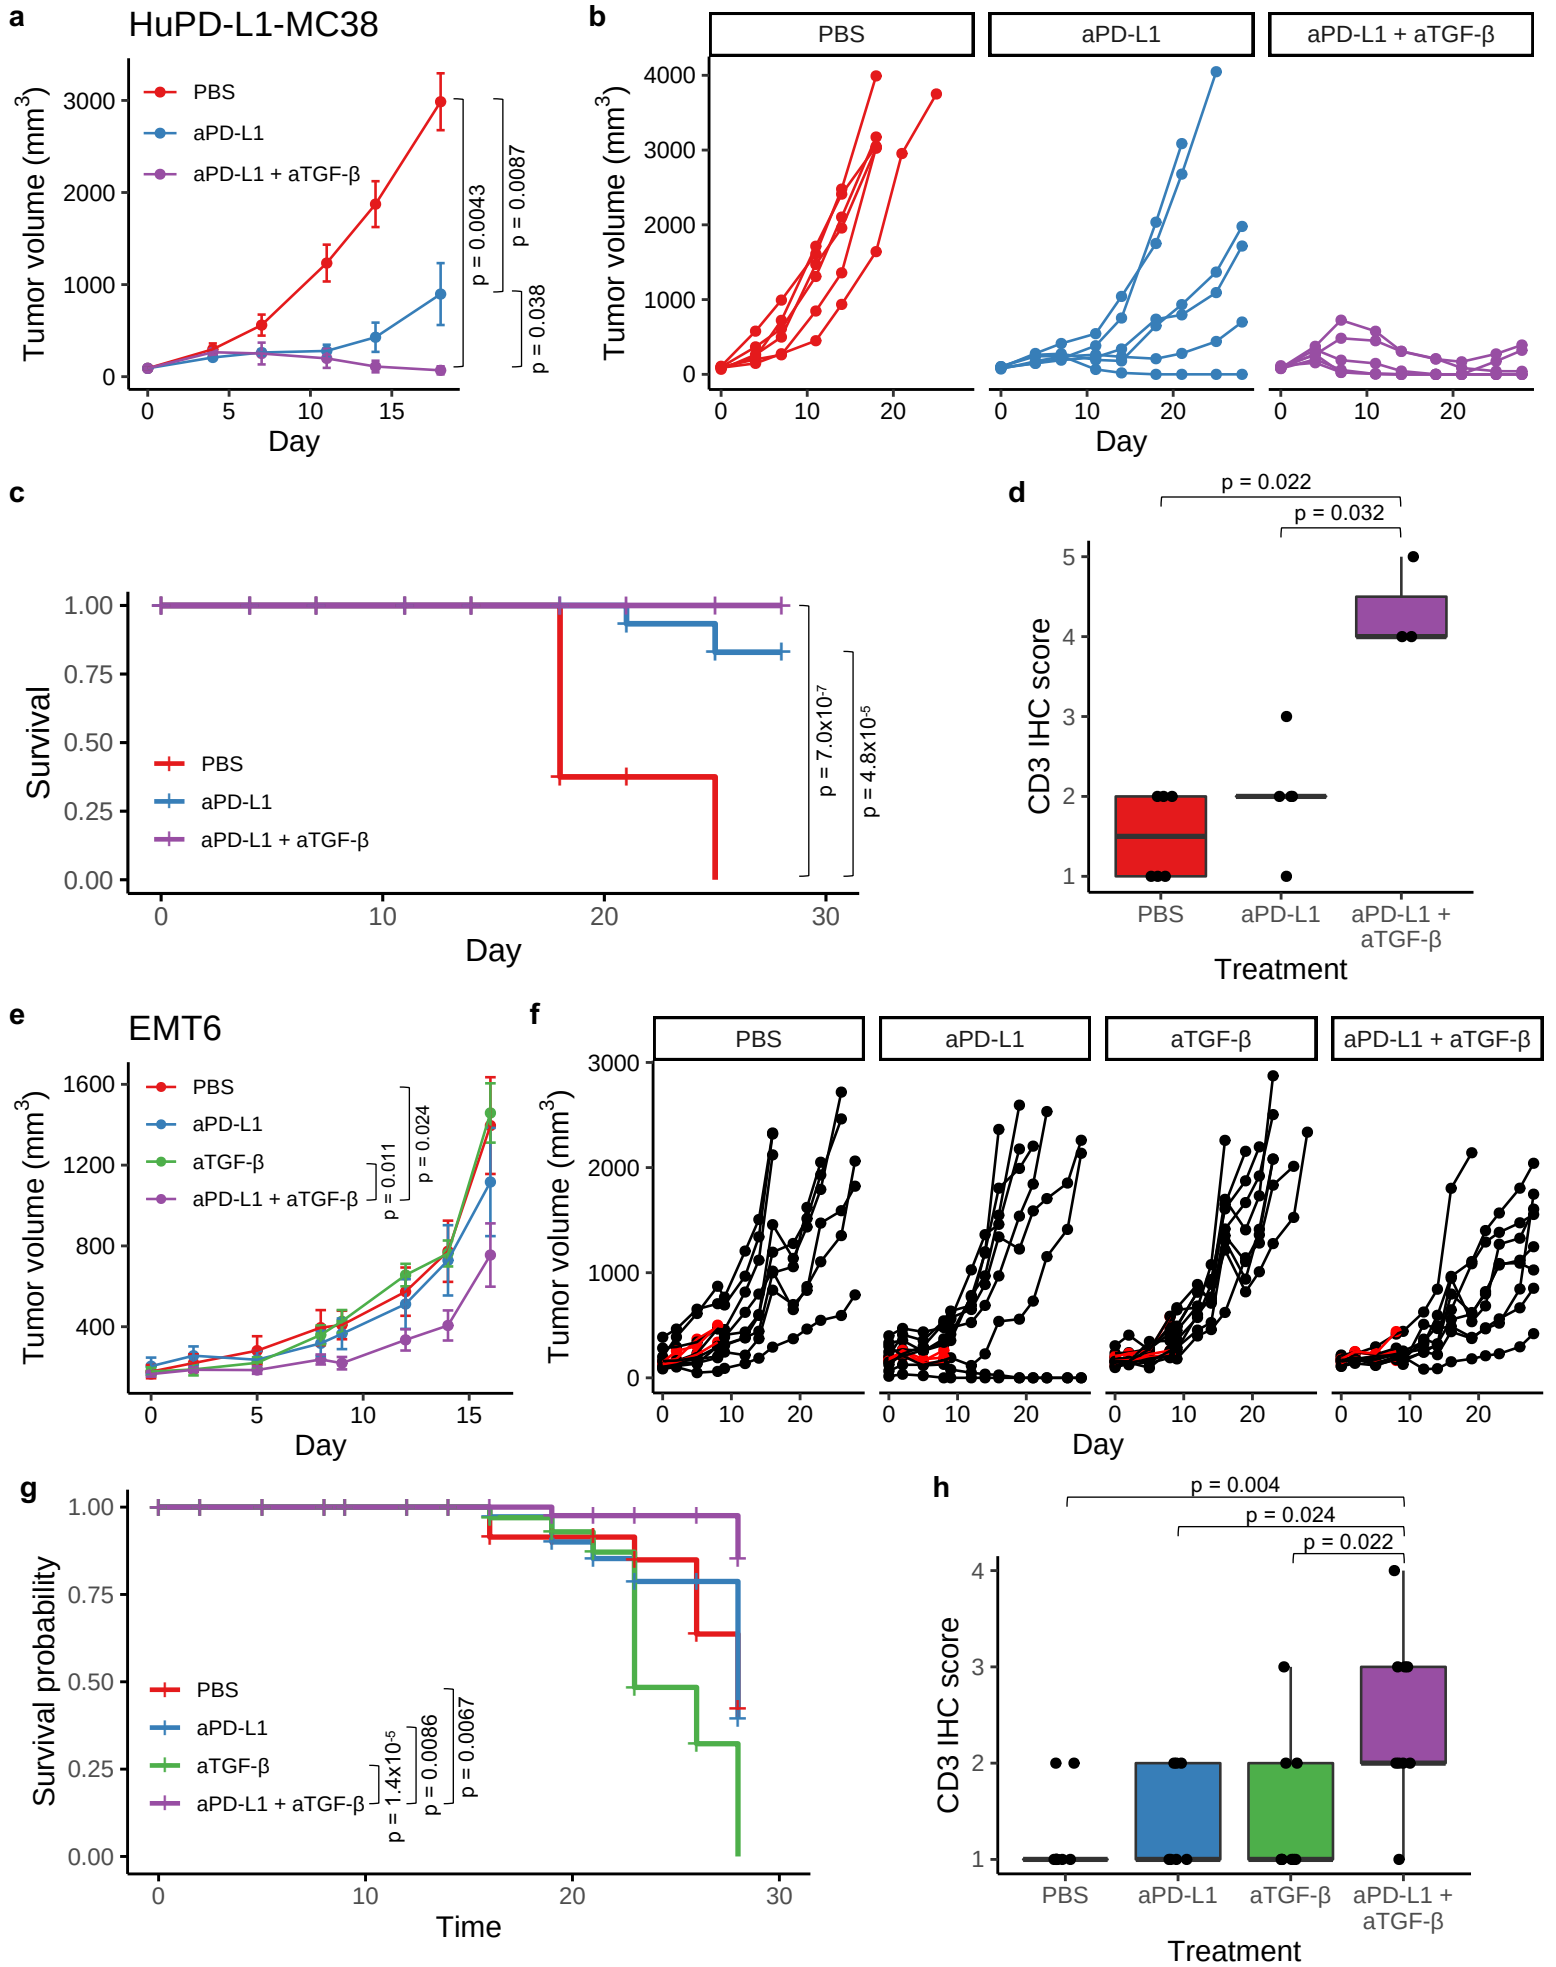 a
HuPD-L1-MC38
Tumor volume (mm3)
3000
2000
1000
0
PBS
aPD-L1
aPD-L1 + aTGF-β
p = 0.0043
p = 0.0087
p = 0.038
0 5 10 15
Day
b
PBS
aPD-L1
aPD-L1 + aTGF-β
Tumor volume (mm3)
4000
3000
2000
1000
0
0 10 20
0 10 20
0 10 20
Day
c
Survival
1.00
0.75
0.50
0.25
0.00
PBS
aPD-L1
aPD-L1 + aTGF-β
p = 7.0x10-7
p = 4.8x10-5
0 10 20 30
Day
d
p = 0.022
p = 0.032
CD3 IHC score
5
4
3
2
1
PBS
aPD-L1
aPD-L1 +
aTGF-β
Treatment
e
EMT6
Tumor volume (mm3)
1600
1200
800
400
PBS
aPD-L1
aTGF-β
aPD-L1 + aTGF-β
p = 0.011
p = 0.024
0 5 10 15
Day
f
PBS
aPD-L1
aTGF-β
aPD-L1 + aTGF-β
Tumor volume (mm3)
3000
2000
1000
0
0 10 20
0 10 20
0 10 20
0 10 20
Day
g
Survival probability
1.00
0.75
0.50
0.25
0.00
PBS
aPD-L1
aTGF-β
aPD-L1 + aTGF-β
p = 1.4x10-5
p = 0.0086
p = 0.0067
0 10 20 30
Time
h
p = 0.004
p = 0.024
p = 0.022
CD3 IHC score
4
3
2
1
PBS
aPD-L1
aTGF-β
aPD-L1 +
aTGF-β
Treatment